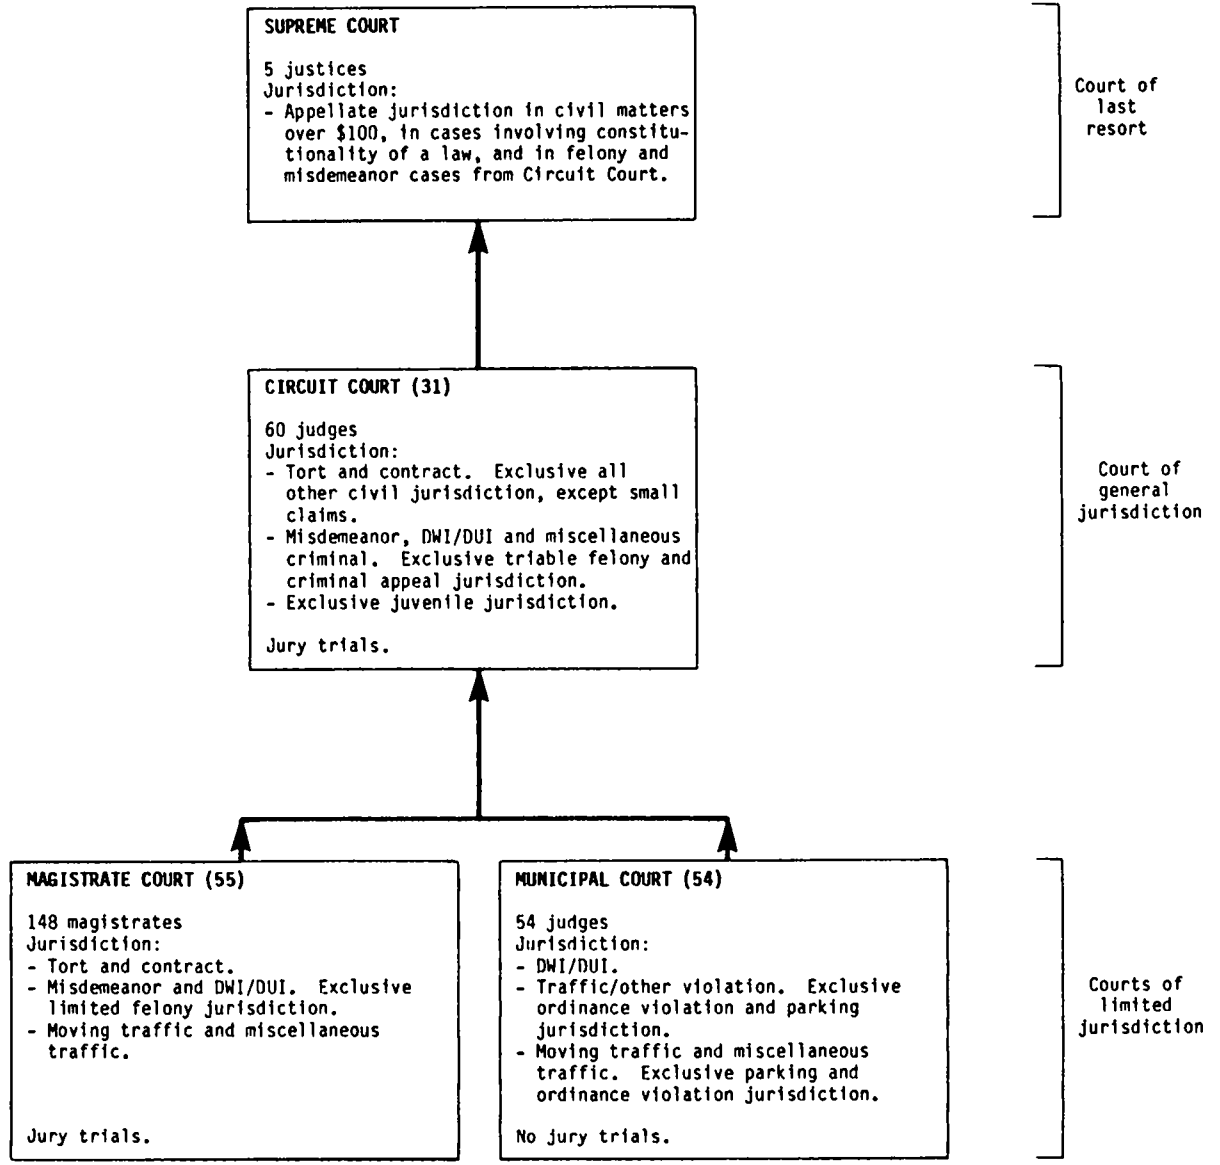 SUPREME COURT
5 justices
Jurisdiction:
- Appellate jurisdiction in civil matters
over $100, in cases involving constitu-
tionality of a law, and in felony and
misdemeanor cases from Circuit Court.
Court of
last
resort
CIRCUIT COURT (31)
60 judges
Jurisdiction:
- Tort and contract. Exclusive all
other civil jurisdiction, except small
claims.
- Misdemeanor, DWI/DUI and miscellaneous
criminal. Exclusive triable felony and
criminal appeal jurisdiction.
- Exclusive juvenile jurisdiction.
Jury trials.
Court of
general
jurisdiction
MAGISTRATE COURT (55)
148 magistrates
Jurisdiction:
- Tort and contract.
- Misdemeanor and DWI/DUI. Exclusive
limited felony jurisdiction.
- Moving traffic and miscellaneous
traffic.
Jury trials.
MUNICIPAL COURT (54)
54 judges
Jurisdiction:
- DWI/DUI.
- Traffic/other violation. Exclusive
ordinance violation and parking
jurisdiction.
- Moving traffic and miscellaneous
traffic. Exclusive parking and
ordinance violation jurisdiction.
No jury trials.
Courts of
limited
jurisdiction